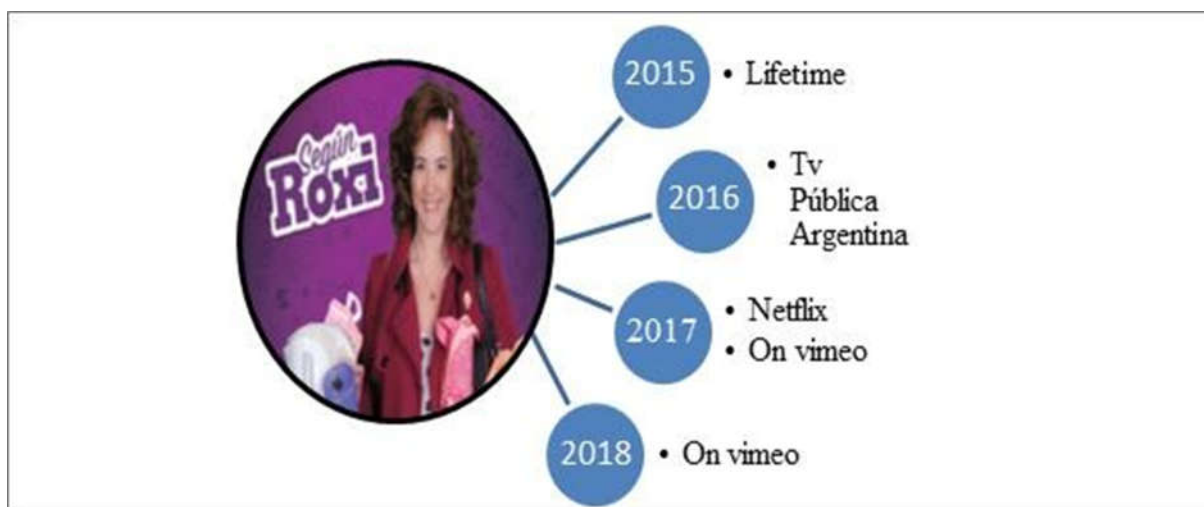 Según
Roxi
2015
• Lifetime
2016
• Tv
Pública
Argentina
2017
• Netflix
• On vimeo
2018
• On vimeo